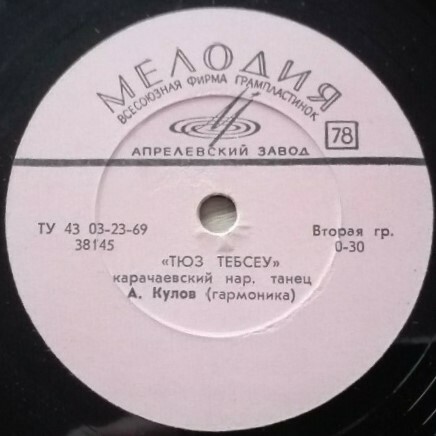 МЕЛОДИЯ
ВСЕСОЮЗНАЯ ФИРМА ГРАМПЛАСТИНОК
АПРЕЛЕВСКИЙ ЗАВОД
78
ТУ 43 03-23-69
38145
Вторая гр.
0-30
«ТЮЗ ТЕБСЕУ»
карачаевский нар. танец
А. Кулов (гармоника)